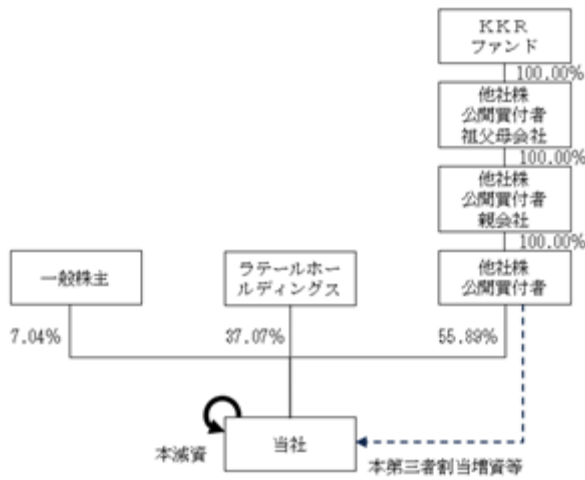 ＫＫＲ
ファンド
100.00%
他社株
公開買付者
祖父母会社
100.00%
他社株
公開買付者
親会社
100.00%
一般株主
ラテールホー
ルディングス
他社株
公開買付者
7.04%
37.07%
55.89%
本減資
当社
本第三者割当増資等